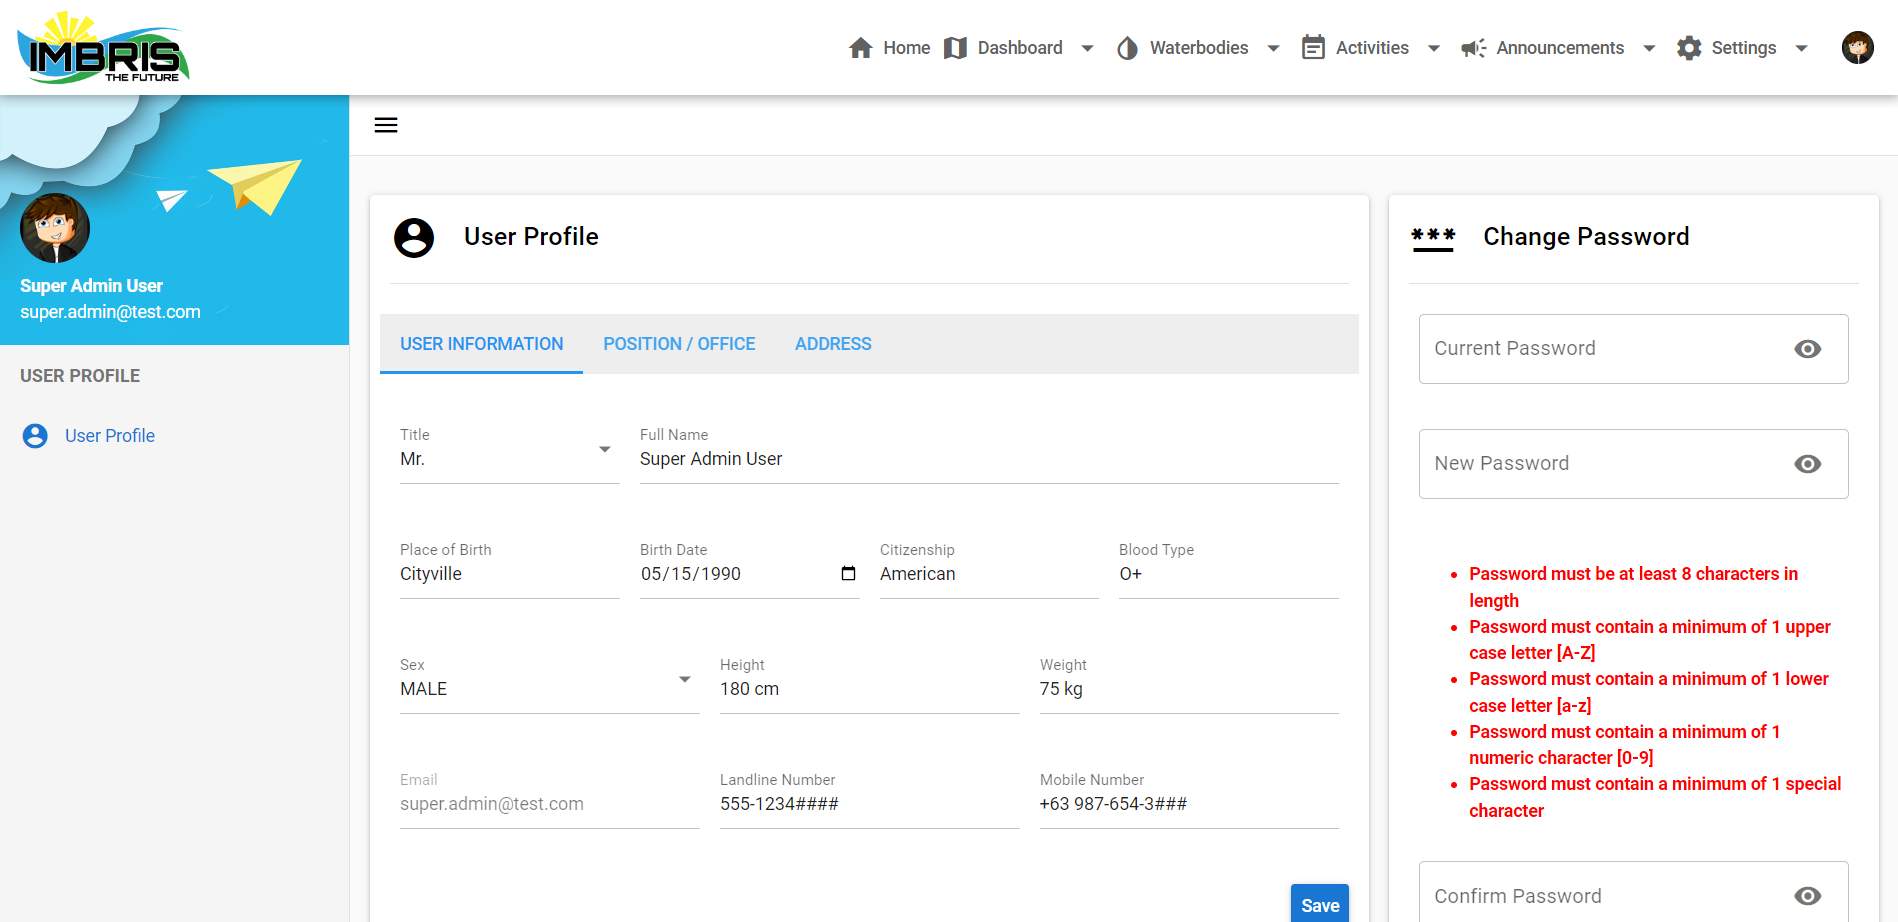 IMBRIS
THE FUTURE
Home
Dashboard
Waterbodies
Activities
Announcements
Settings
Super Admin User
super.admin@test.com
USER PROFILE
User Profile
User Profile
USER INFORMATION
POSITION / OFFICE
ADDRESS
Title
Mr.
Full Name
Super Admin User
Place of Birth
Cityville
Birth Date
05/15/1990
Citizenship
American
Blood Type
O+
Sex
MALE
Height
180 cm
Weight
75 kg
Email
super.admin@test.com
Landline Number
555-1234####
Mobile Number
+63 987-654-3###
Save
*** Change Password
Current Password
New Password
• Password must be at least 8 characters in
length
• Password must contain a minimum of 1 upper
case letter [A-Z]
• Password must contain a minimum of 1 lower
case letter [a-z]
• Password must contain a minimum of 1
numeric character [0-9]
• Password must contain a minimum of 1 special
character
Confirm Password